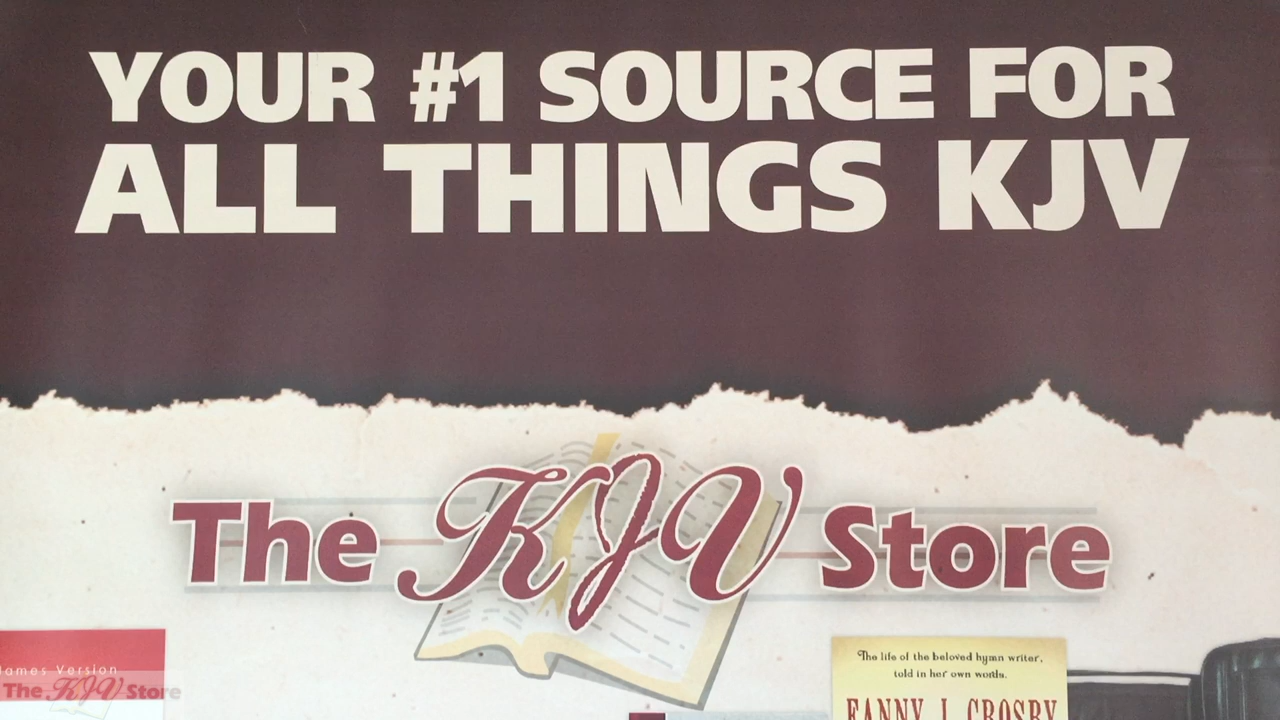 YOUR #1 SOURCE FOR
ALL THINGS KJV
The KJV Store
James Version
The KJV Store
The life of the beloved hymn writer,
told in her own words.
FANNY J. CROSBY